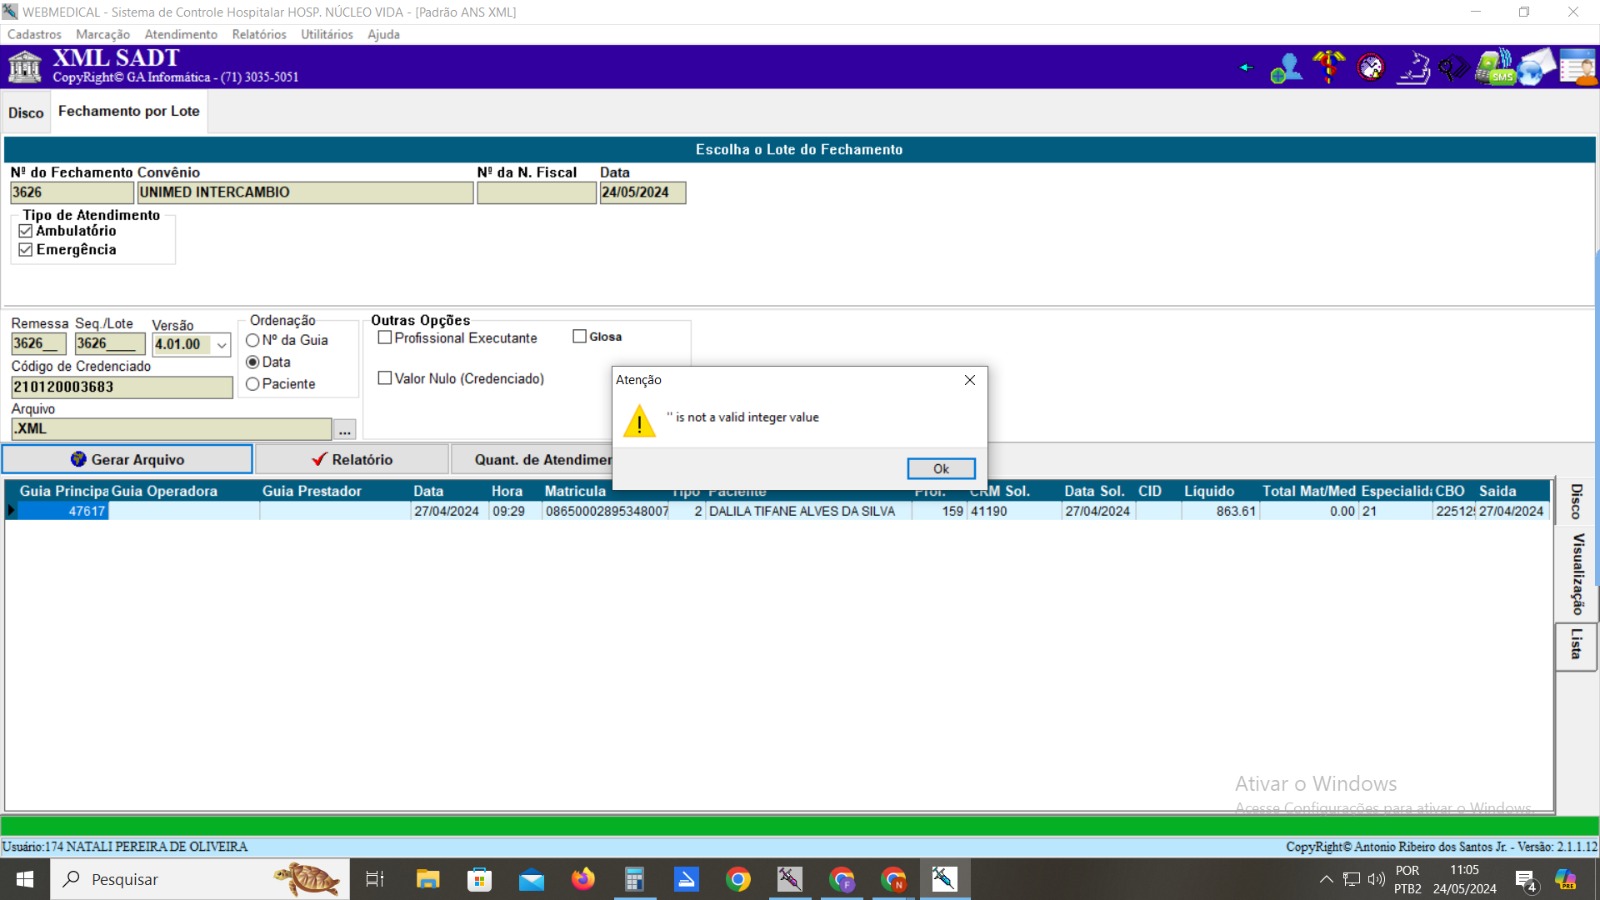 WEBMEDICAL - Sistema de Controle Hospitalar HOSP. NÚCLEO VIDA - [Padrão ANS XML]
Cadastros Marcação Atendimento Relatórios Utilitários Ajuda
XML SADT
CopyRight© GA Informática - (71) 3035-5051
SMS
Disco Fechamento por Lote
Escolha o Lote do Fechamento
Nº do Fechamento Convênio Nº da N. Fiscal Data
3626 UNIMED INTERCAMBIO 24/05/2024
Tipo de Atendimento
Ambulatório
Emergência
Remessa Seq./Lote Versão Ordenação Outras Opções
3626__ 3626____ 4.01.00 Nº da Guia Profissional Executante Glosa
Código de Credenciado Data
210120003683 Paciente Valor Nulo (Credenciado)
Arquivo
.XML ...
Atenção
'' is not a valid integer value
Ok
Gerar Arquivo Relatório Quant. de Atendimen
Guia Principa Guia Operadora Guia Prestador Data Hora Matricula Tipo Paciente Prof. CRM Sol. Data Sol. CID Líquido Total Mat/Med Especialida CBO Saida
47617 27/04/2024 09:29 08650002895348007 2 DALILA TIFANE ALVES DA SILVA 159 41190 27/04/2024 863.61 0.00 21 22512 27/04/2024
Disco
Visualização
Lista
Ativar o Windows
Acesse Configurações para ativar o Windows.
Usuário:174 NATALI PEREIRA DE OLIVEIRA CopyRight© Antonio Ribeiro dos Santos Jr. - Versão: 2.1.1.12
Pesquisar
F
N
POR
PTB2
11:05
24/05/2024
4
PRE